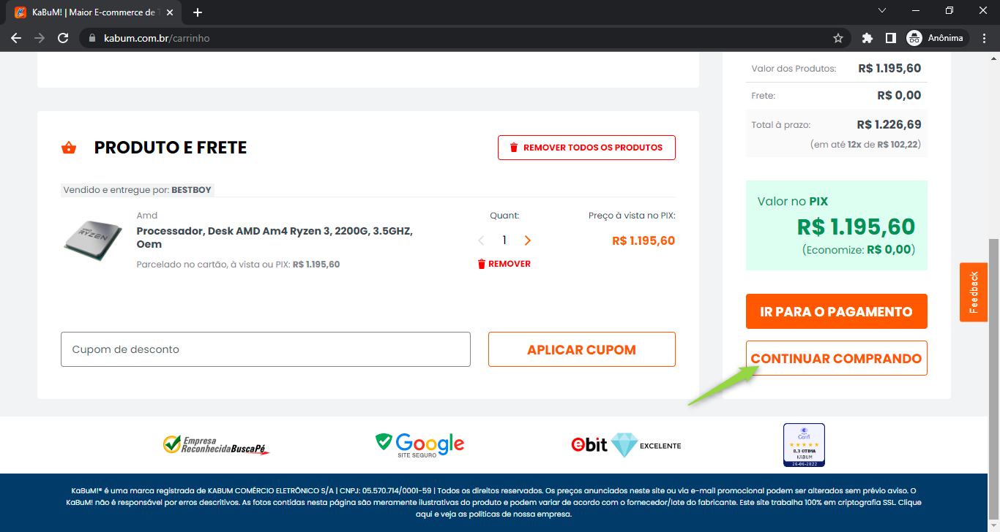 KaBuM! | Maior E-commerce de T
kabum.com.br/carrinho
Anônima
Valor dos Produtos: R$ 1.195,60
Frete: R$ 0,00
Total à prazo: R$ 1.226,69
(em até 12x de R$ 102,22)
PRODUTO E FRETE
REMOVER TODOS OS PRODUTOS
Vendido e entregue por: BESTBOY
Amd
Processador, Desk AMD Am4 Ryzen 3, 2200G, 3.5GHZ,
Oem
Parcelado no cartão, à vista ou PIX: R$ 1.195,60
AMD
RYZEN
Quant:
1
REMOVER
Preço à vista no PIX:
R$ 1.195,60
Valor no PIX
R$ 1.195,60
(Economize: R$ 0,00)
Feedback
IR PARA O PAGAMENTO
Cupom de desconto
APLICAR CUPOM
CONTINUAR COMPRANDO
Empresa
ReconhecidaBuscaPé
Google
SITE SEGURO
ebit EXCELENTE
Confi
8.3 OTIMA
KABUM
26-06-2022
KaBuM!® é uma marca registrada de KABUM COMÉRCIO ELETRÔNICO S/A | CNPJ: 05.570.714/0001-59 | Todos os direitos reservados. Os preços anunciados neste site ou via e-mail promocional podem ser alterados sem prévio aviso. O
KaBuM! não é responsável por erros descritivos. As fotos contidas nesta página são meramente ilustrativas do produto e podem variar de acordo com o fornecedor/lote do fabricante. Este site trabalha 100% em criptografia SSL. Clique
aqui e veja as políticas de nossa empresa.